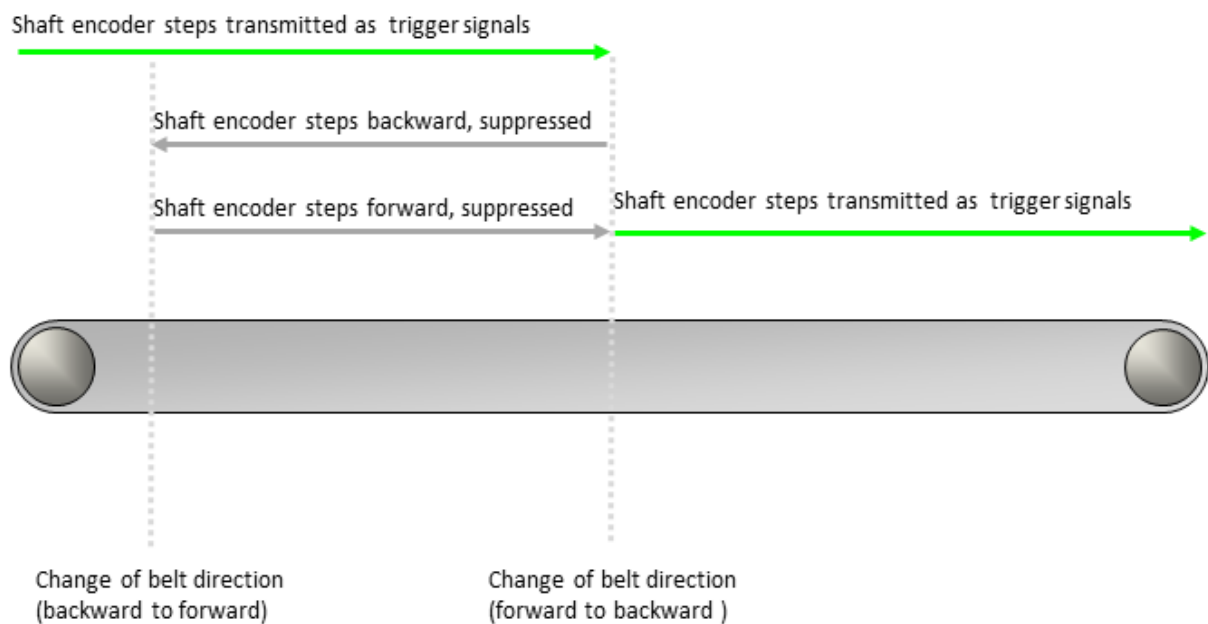 Shaft encoder steps transmitted as trigger signals
Shaft encoder steps backward, suppressed
Shaft encoder steps forward, suppressed
Shaft encoder steps transmitted as trigger signals
Change of belt direction
(backward to forward)
Change of belt direction
(forward to backward )